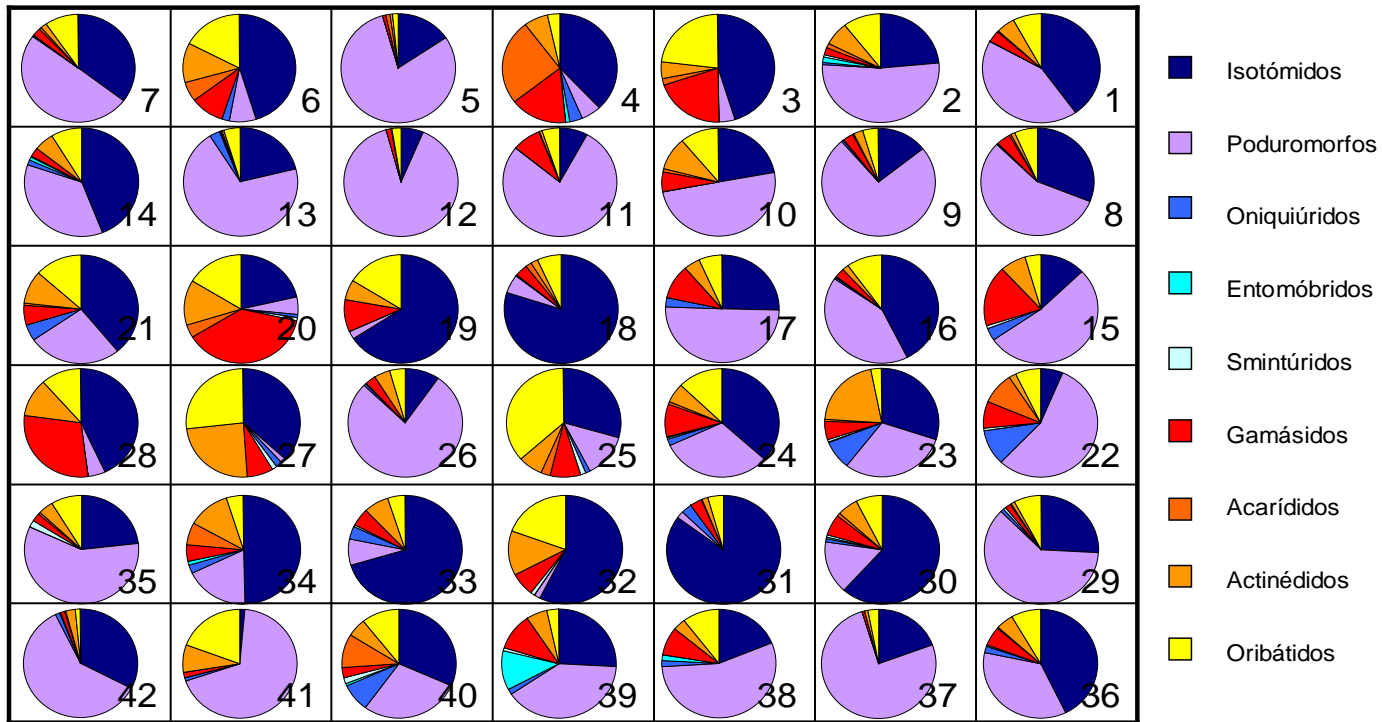 7 6 5 4 3 2 1
14 13 12 11 10 9 8
21 20 19 18 17 16 15
28 27 26 25 24 23 22
35 34 33 32 31 30 29
42 41 40 39 38 37 36
Isotómidos
Poduromorfos
Oniquiúridos
Entomóbridos
Smintúridos
Gamásidos
Acarídidos
Actinédidos
Oribátidos